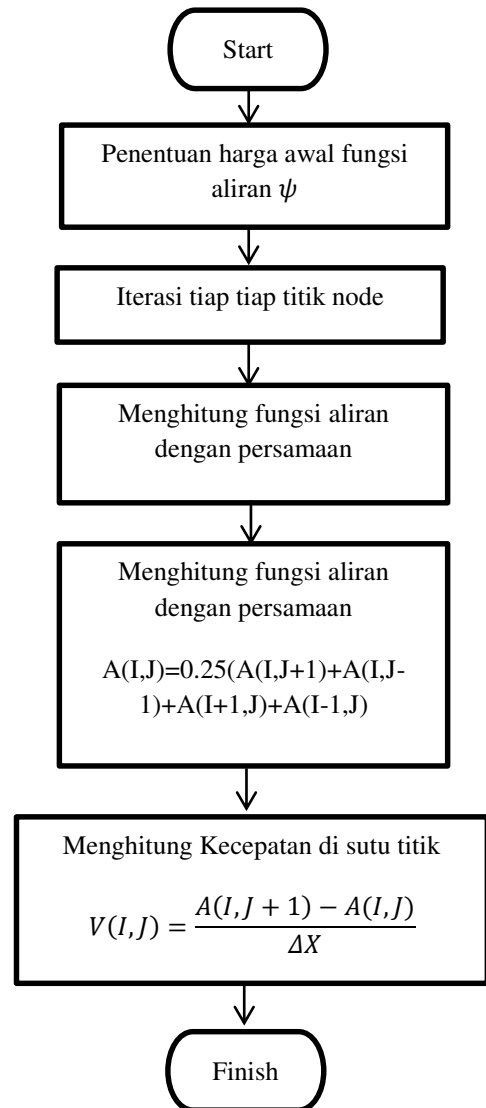 Start
Penentuan harga awal fungsi
aliran ψ
Iterasi tiap tiap titik node
Menghitung fungsi aliran
dengan persamaan
Menghitung fungsi aliran
dengan persamaan
A(I,J)=0.25(A(I,J+1)+A(I,J-
1)+A(I+1,J)+A(I-1,J)
Menghitung Kecepatan di sutu titik
V(I,J) = \frac{A(I,J + 1) − A(I,J)}{ΔX}
Finish